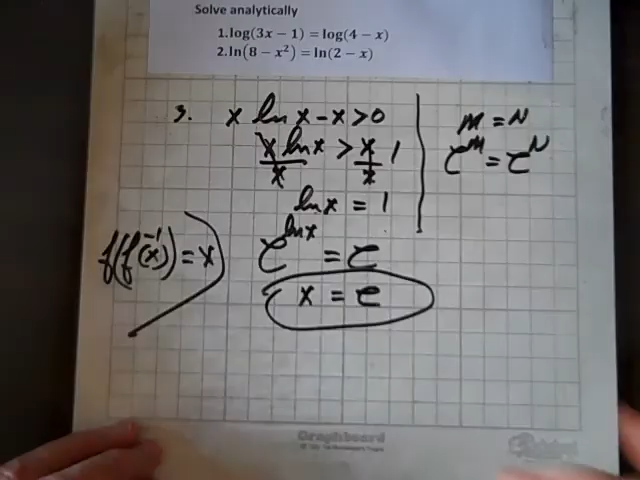 Solve analytically
1.log(3x − 1) = log(4 − x)
2.ln(8 − x²) = ln(2 − x)
3. x ln x - x > 0
x ln x / x > x / x 1
ln x = 1
e^ln x = e
x = e
M = N
e^M = e^N
f(f^-1(x)) = x
Graphboard